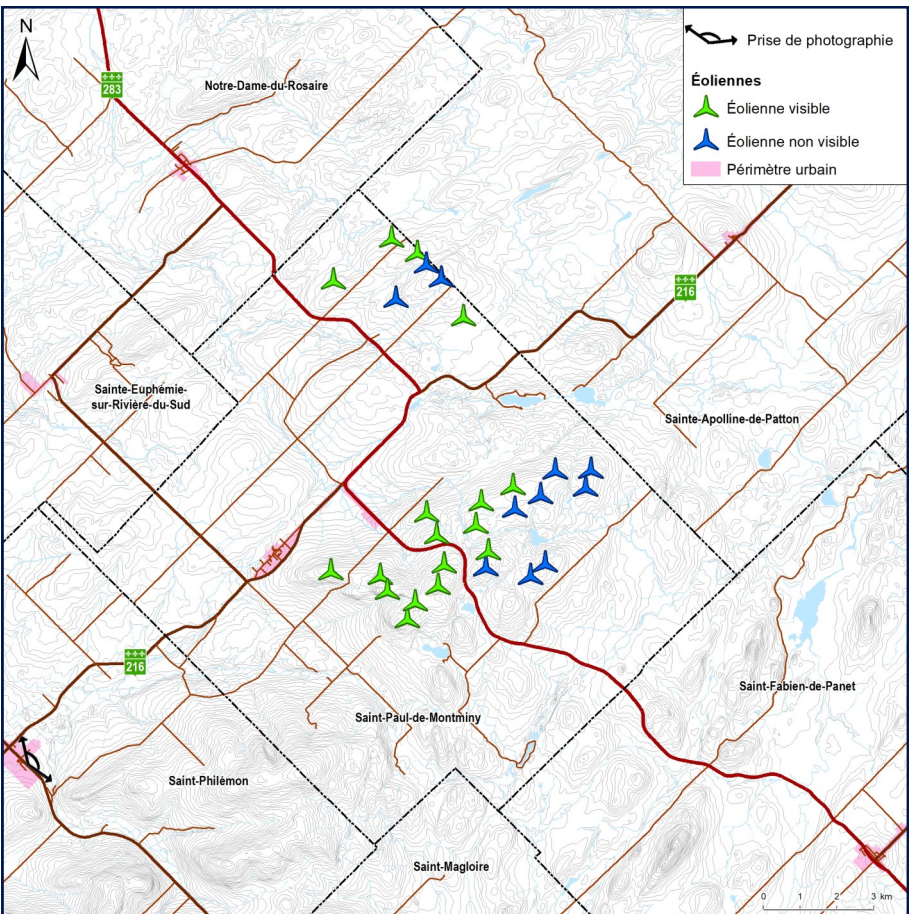 N
Prise de photographie
Éoliennes
Éolienne visible
Éolienne non visible
Périmètre urbain
283
Notre-Dame-du-Rosaire
216
Sainte-Euphémie-
sur-Rivière-du-Sud
Sainte-Apolline-de-Patton
216
Saint-Fabien-de-Panet
Saint-Paul-de-Montminy
Saint-Philémon
Saint-Magloire
0 1 2 3 km